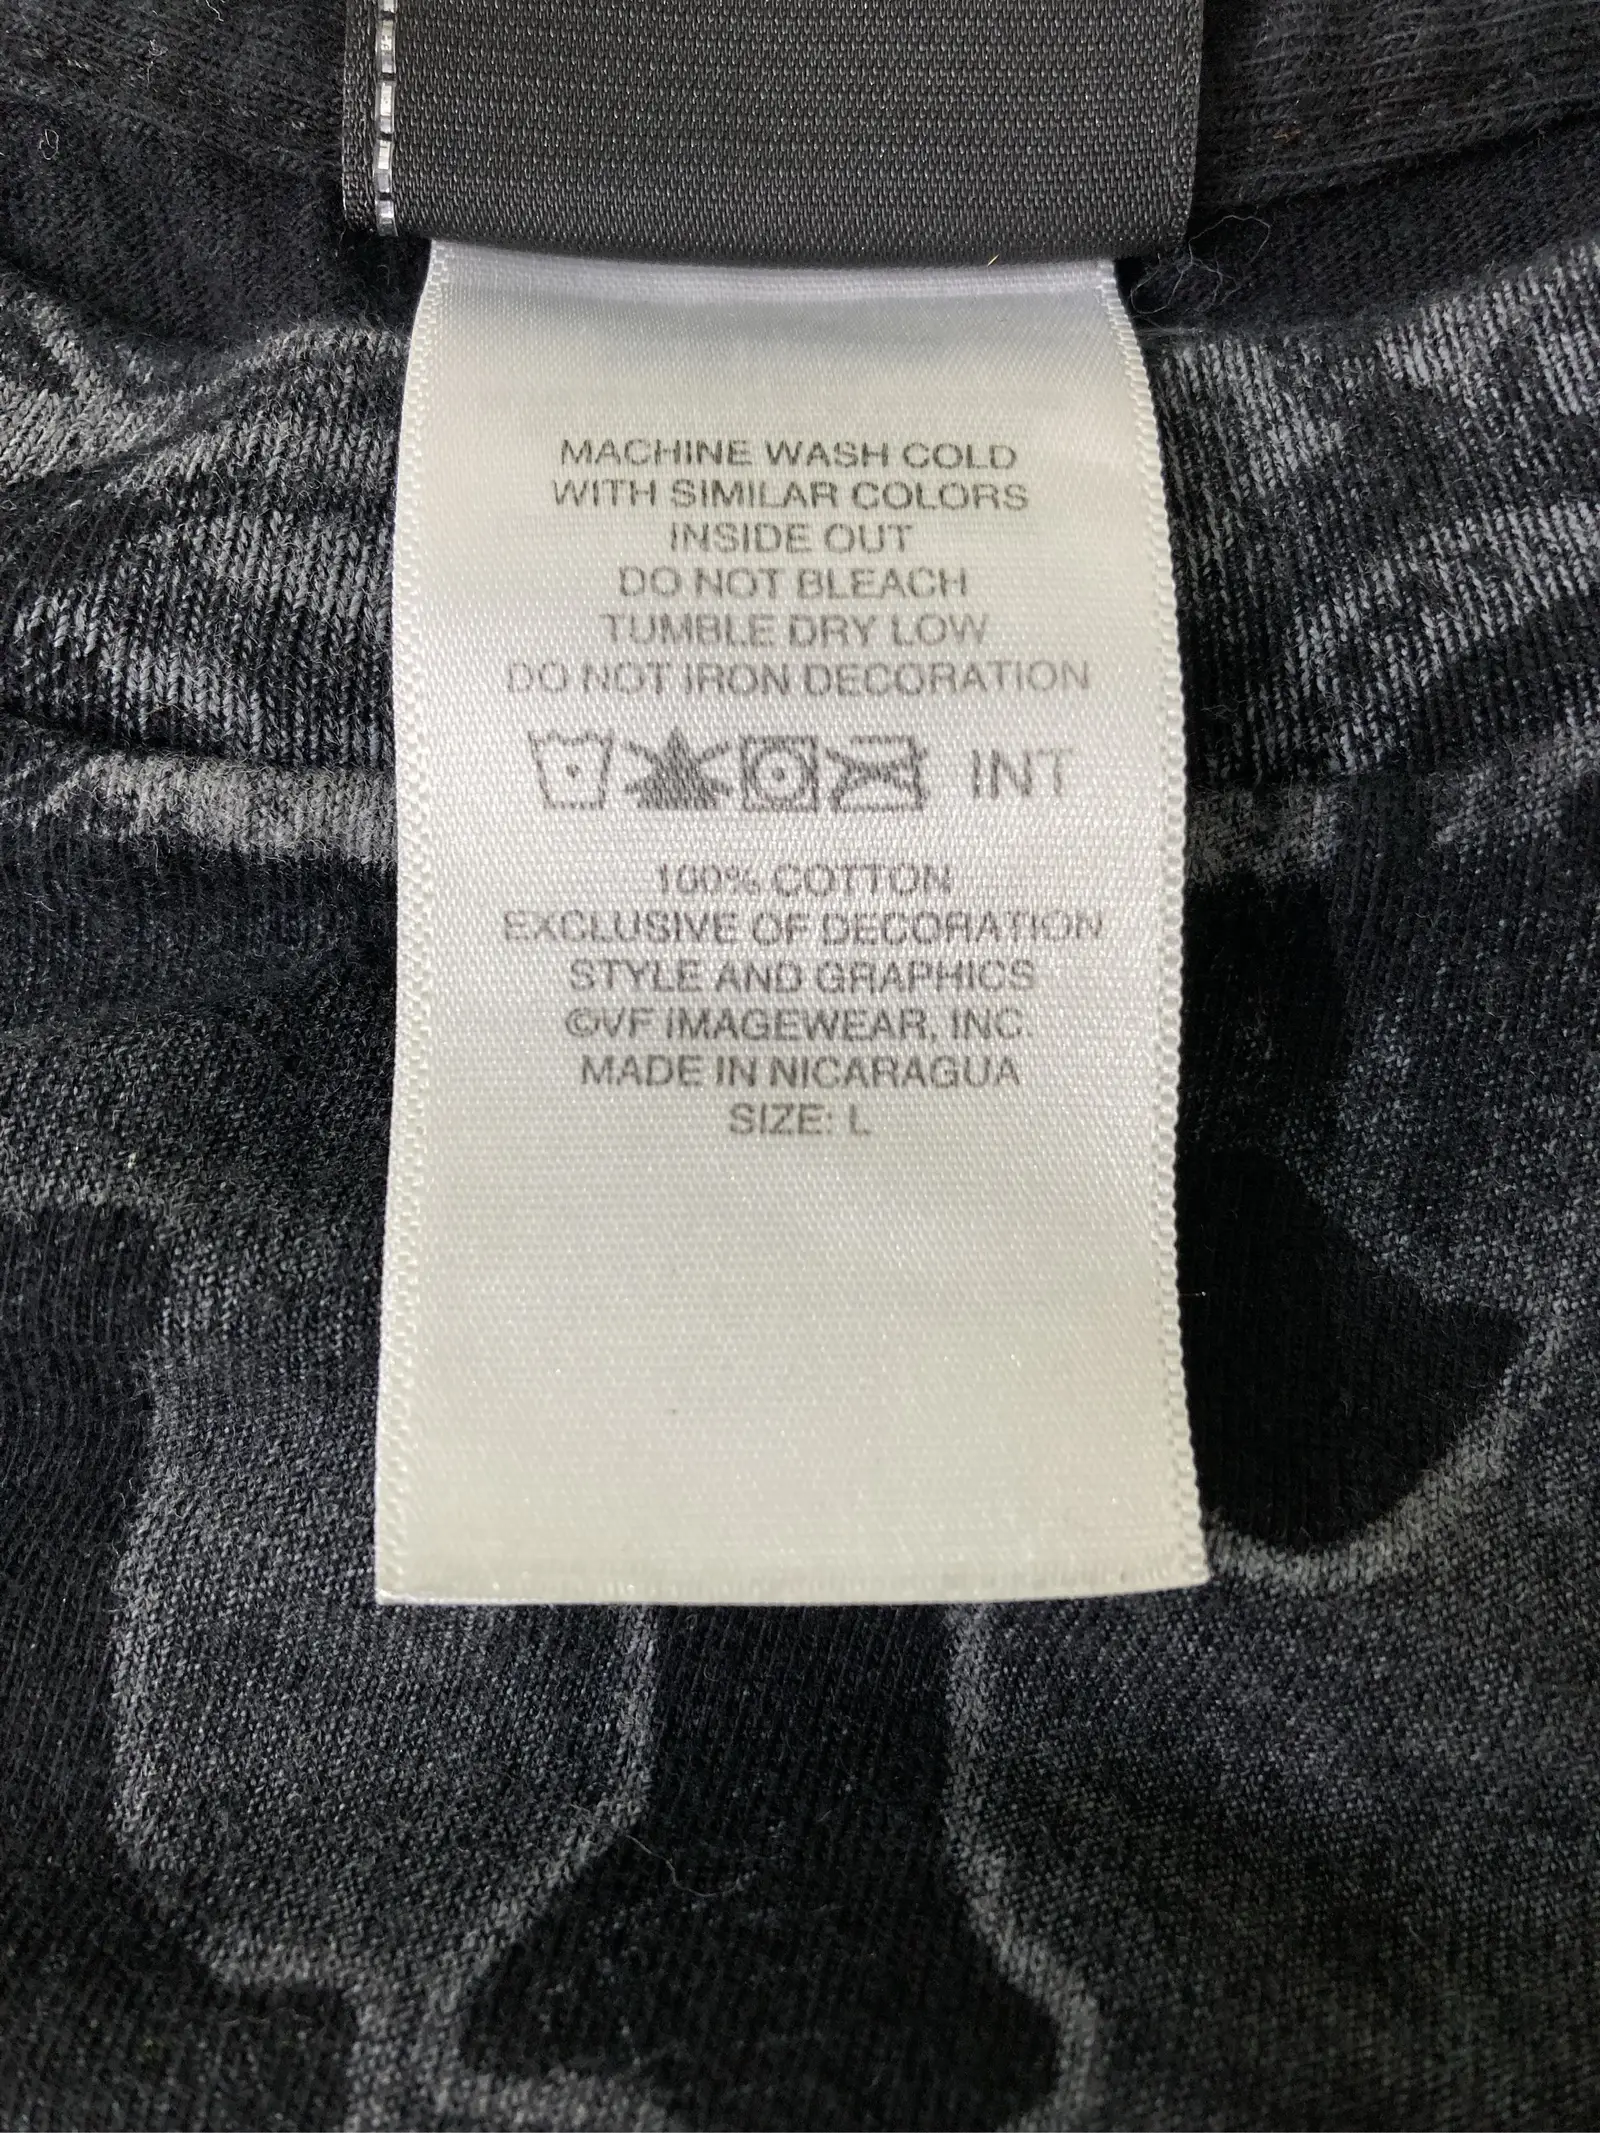 MACHINE WASH COLD
WITH SIMILAR COLORS
INSIDE OUT
DO NOT BLEACH
TUMBLE DRY LOW
DO NOT IRON DECORATION
INT
100% COTTON
EXCLUSIVE OF DECORATION
STYLE AND GRAPHICS
©VF IMAGEWEAR, INC.
MADE IN NICARAGUA
SIZE: L